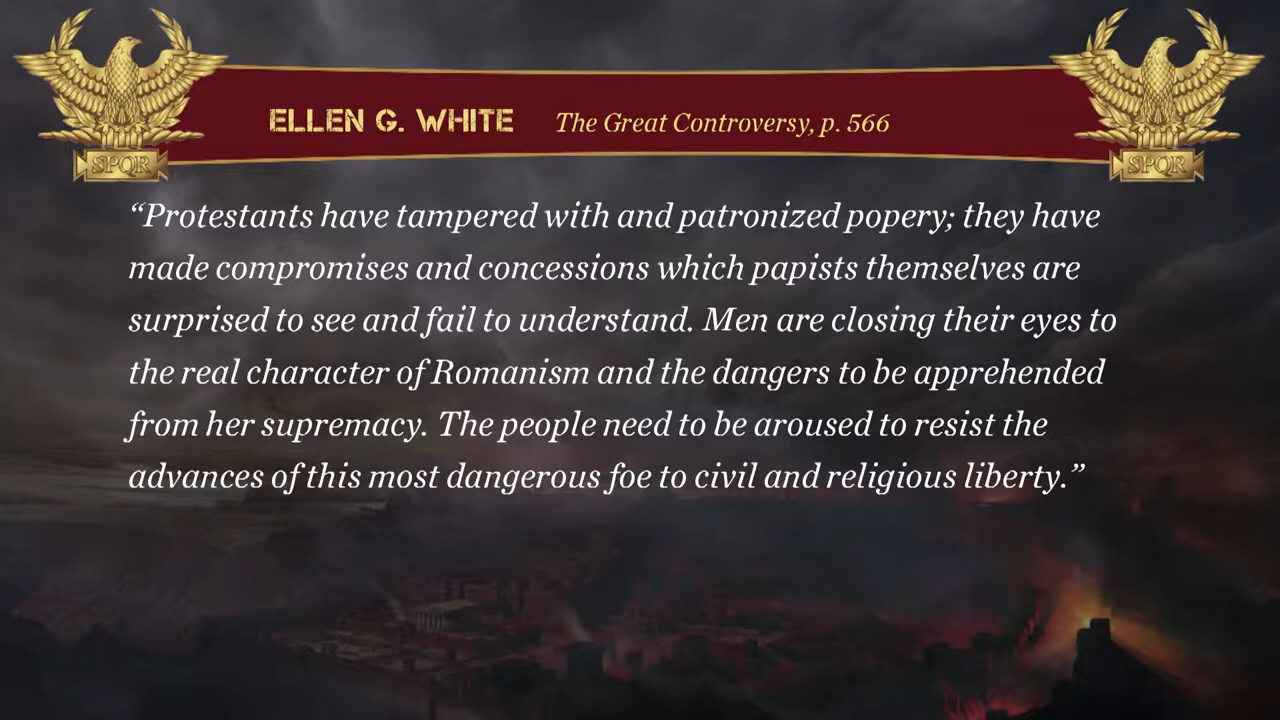 SPQR
SPQR
ELLEN G. WHITE The Great Controversy, p. 566
“Protestants have tampered with and patronized popery; they have
made compromises and concessions which papists themselves are
surprised to see and fail to understand. Men are closing their eyes to
the real character of Romanism and the dangers to be apprehended
from her supremacy. The people need to be aroused to resist the
advances of this most dangerous foe to civil and religious liberty.”